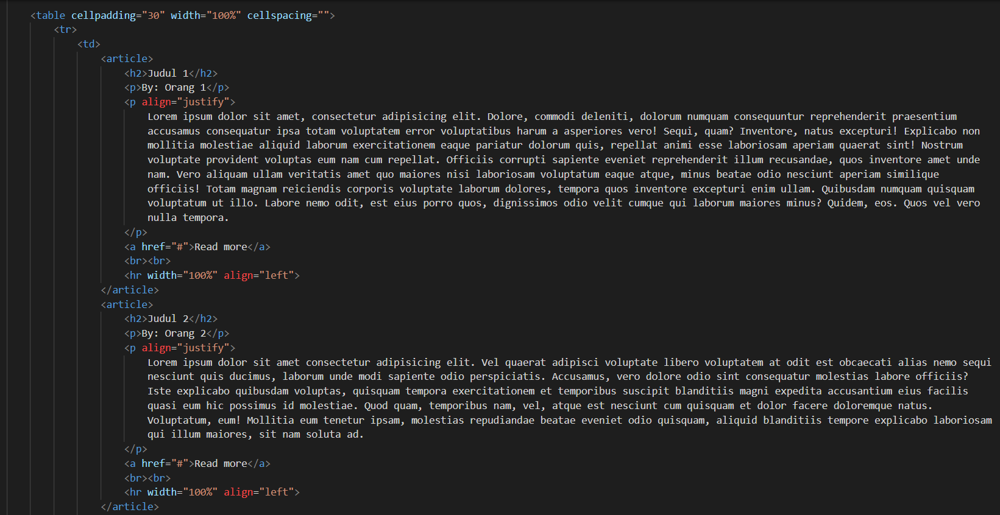 <table cellpadding="30" width="100%" cellspacing="">
<tr>
<td>
<article>
<h2>Judul 1</h2>
<p>By: Orang 1</p>
<p align="justify">
Lorem ipsum dolor sit amet, consectetur adipisicing elit. Dolore, commodi deleniti, dolorum numquam consequuntur reprehenderit praesentium
accusamus consequatur ipsa totam voluptatem error voluptatibus harum a asperiores vero! Sequi, quam? Inventore, natus excepturi! Explicabo non
mollitia molestiae aliquid laborum exercitationem eaque pariatur dolorum quis, repellat animi esse laboriosam aperiam quaerat sint! Nostrum
voluptate provident voluptas eum nam cum repellat. Officiis corrupti sapiente eveniet reprehenderit illum recusandae, quos inventore amet unde
nam. Vero aliquam ullam veritatis amet quo maiores nisi laboriosam voluptatum eaque atque, minus beatae odio nesciunt aperiam similique
officiis! Totam magnam reiciendis corporis voluptate laborum dolores, tempora quos inventore excepturi enim ullam. Quibusdam numquam quisquam
voluptatum ut illo. Labore nemo odit, est eius porro quos, dignissimos odio velit cumque qui laborum maiores minus? Quidem, eos. Quos vel vero
nulla tempora.
</p>
<a href="#">Read more</a>
<br><br>
<hr width="100%" align="left">
</article>
<article>
<h2>Judul 2</h2>
<p>By: Orang 2</p>
<p align="justify">
Lorem ipsum dolor sit amet consectetur adipisicing elit. Vel quaerat adipisci voluptate libero voluptatem at odit est obcaecati alias nemo sequi
nesciunt quis ducimus, laborum unde modi sapiente odio perspiciatis. Accusamus, vero dolore odio sint consequatur molestias labore officiis?
Iste explicabo quibusdam voluptas, quisquam tempora exercitationem et temporibus suscipit blanditiis magni expedita accusantium eius facilis
quasi eum hic possimus id molestiae. Quod quam, temporibus nam, vel, atque est nesciunt cum quisquam et dolor facere doloremque natus.
Voluptatum, eum! Mollitia eum tenetur ipsam, molestias repudiandae beatae eveniet odio quisquam, aliquid blanditiis tempore explicabo laboriosam
qui illum maiores, sit nam soluta ad.
</p>
<a href="#">Read more</a>
<br><br>
<hr width="100%" align="left">
</article>